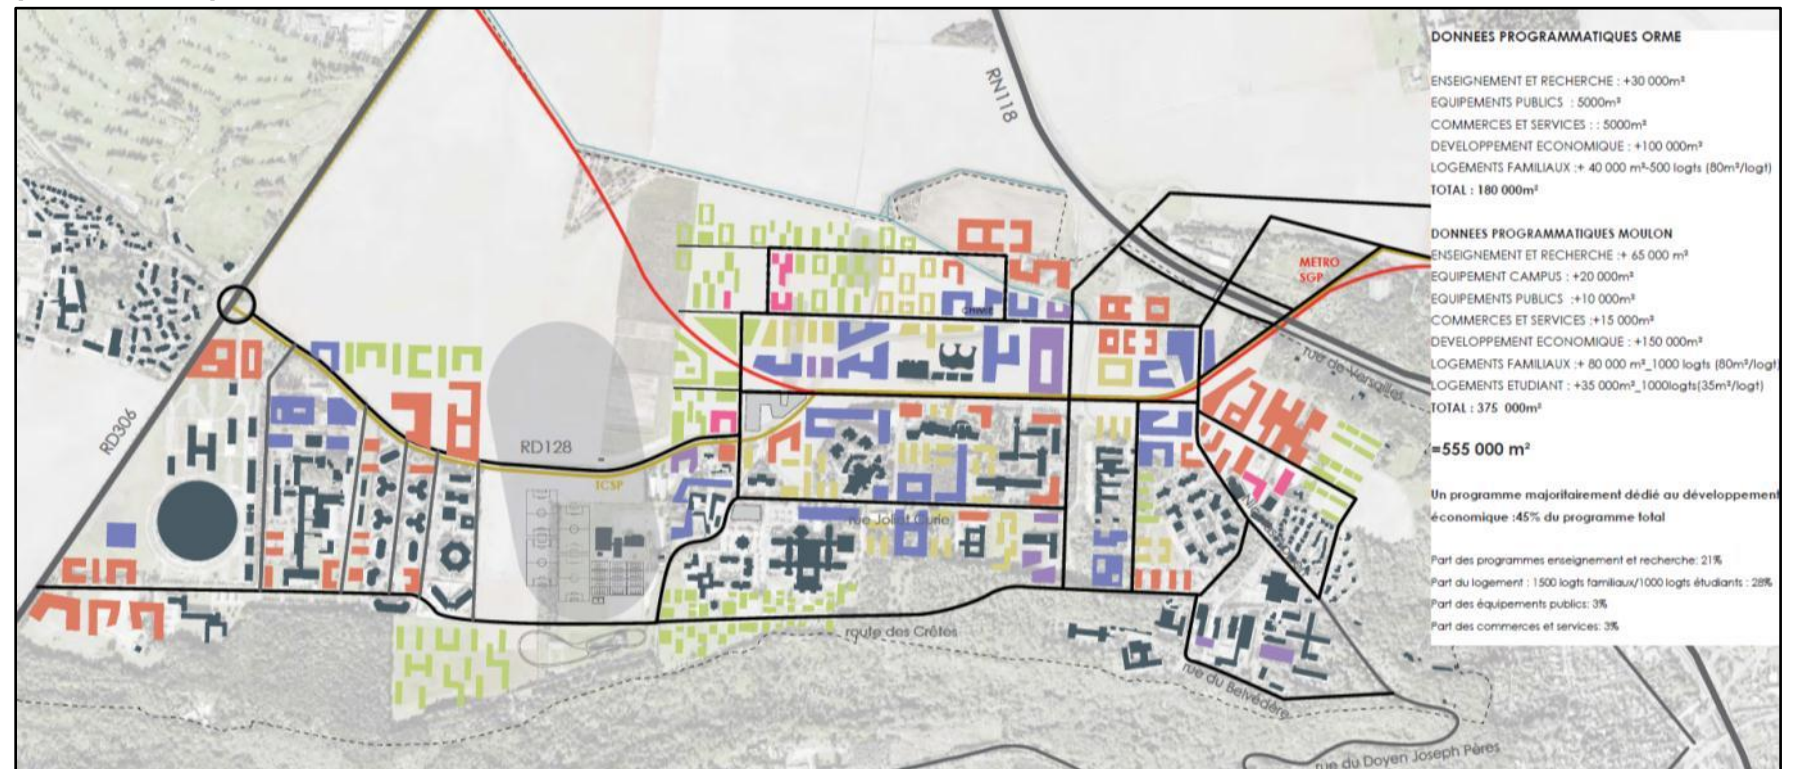 RN118
METRO
SGP
CHIMIE
rue de Versailles
RD306
RD128
ICSP
rue Joliot Curie
route des Crêtes
rue du Belvédère
rue du Doyen Joseph Pères
DONNEES PROGRAMMATIQUES ORME
ENSEIGNEMENT ET RECHERCHE : +30 000m²
EQUIPEMENTS PUBLICS : 5000m²
COMMERCES ET SERVICES : : 5000m²
DEVELOPPEMENT ECONOMIQUE : +100 000m²
LOGEMENTS FAMILIAUX :+ 40 000 m²-500 logts (80m²/logt)
TOTAL : 180 000m²
DONNEES PROGRAMMATIQUES MOULON
ENSEIGNEMENT ET RECHERCHE :+ 65 000 m²
EQUIPEMENT CAMPUS : +20 000m²
EQUIPEMENTS PUBLICS :+10 000m²
COMMERCES ET SERVICES :+15 000m²
DEVELOPPEMENT ECONOMIQUE : +150 000m²
LOGEMENTS FAMILIAUX :+ 80 000 m²_1000 logts (80m²/logt)
LOGEMENTS ETUDIANT : +35 000m²_1000logts(35m²/logt)
TOTAL : 375 000m²
=555 000 m²
Un programme majoritairement dédié au développement
économique :45% du programme total
Part des programmes enseignement et recherche: 21%
Part du logement : 1500 logts familiaux/1000 logts étudiants : 28%
Part des équipements publics: 3%
Part des commerces et services: 3%